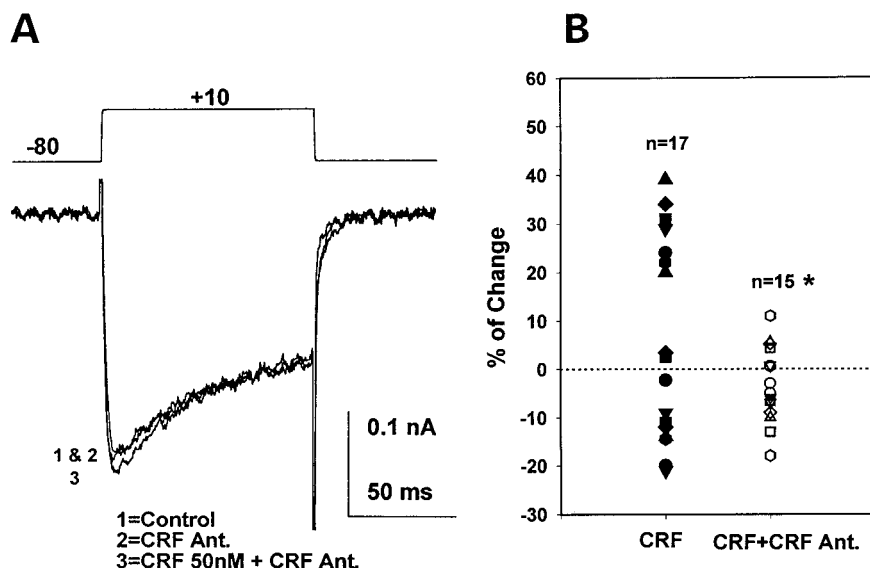 A
+10
-80
1 & 2
3
0.1 nA
50 ms
1=Control
2=CRF Ant.
3=CRF 50nM + CRF Ant.
B
% of Change
60
50
40
30
20
10
0
-10
-20
-30
n=17
n=15 *
CRF
CRF+CRF Ant.